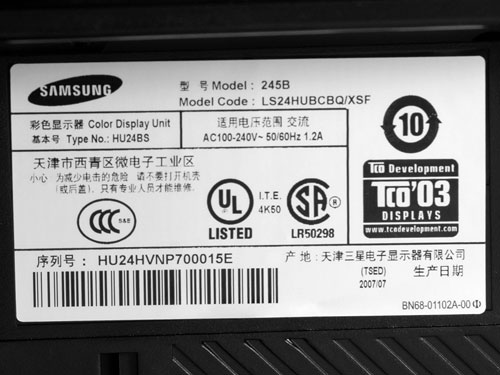 SAMSUNG
型 号 Model : 245B
Model Code : LS24HUBCBQ/XSF
彩色显示器 Color Display Unit
基本号 Type No.: HU24BS
适用电压范围 交流
AC100-240V~ 50/60Hz 1.2A
10
天津市西青区微电子工业区
小心 为减少电击的危险 请不要打开机壳
(或后盖). 只有专业人员才能维修.
CCC S&E
UL
LISTED
I.T.E.
4K50
SA
LR50298
TCO Development
TCO'03
DISPLAYS
www.tcodevelopment.com
序列号: HU24HVNP700015E
产 地 : 天津三星电子显示器有限公司
(TSED) 生产日期
2007/07
BN68-01102A-00